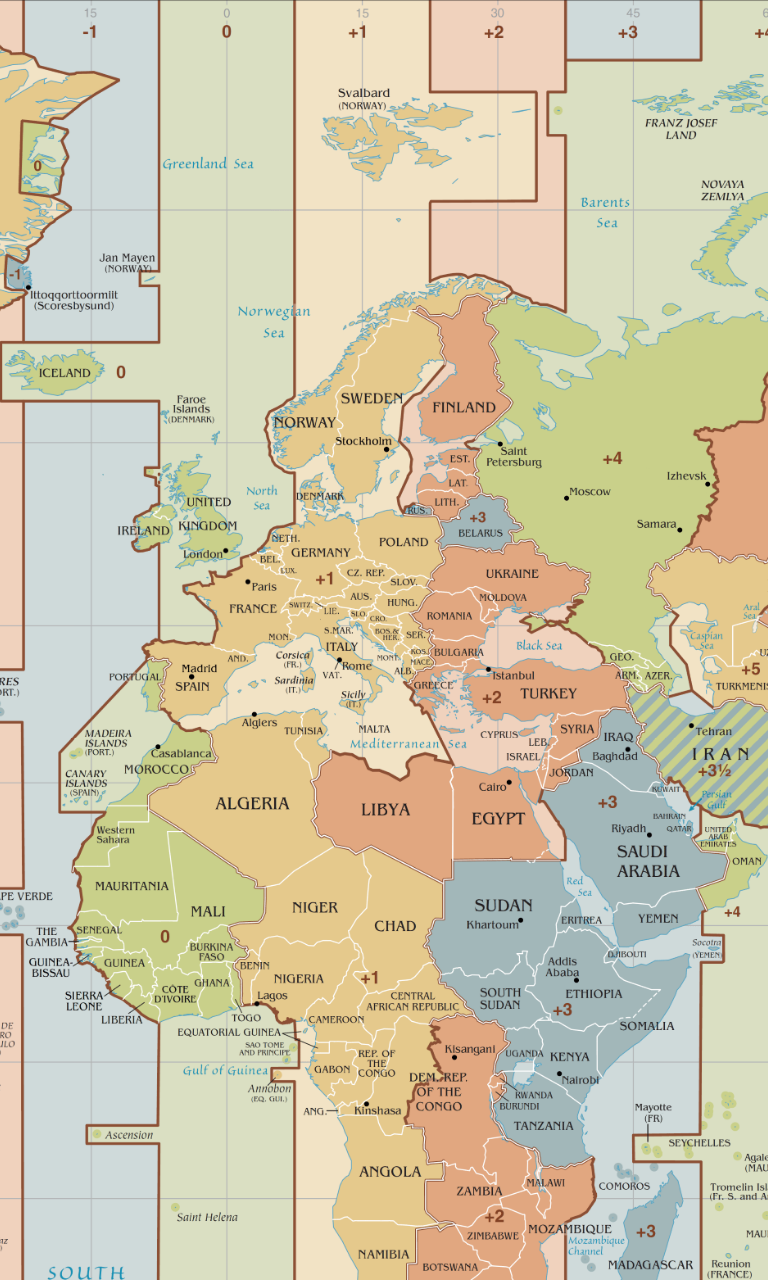 15
0
15
30
45
6
-1
0
+1
+2
+3
+4
Svalbard
(NORWAY)
FRANZ JOSEF
LAND
0
Greenland Sea
NOVAYA
ZEMLYA
Barents
Sea
Jan Mayen
(NORWAY)
-1
Ittoqqortoormiit
(Scoresbysund)
Norwegian
Sea
ICELAND
0
Faroe
Islands
(DENMARK)
SWEDEN
NORWAY
FINLAND
Stockholm
Saint
Petersburg
EST.
+4
LAT.
Izhevsk
Moscow
North
Sea
DENMARK
LITH.
RUS.
UNITED
KINGDOM
IRELAND
+3
BELARUS
Samara
London
NETH.
BEL.
LUX.
GERMANY
POLAND
+1
CZ. REP.
SLOV.
UKRAINE
Paris
FRANCE
SWITZ.
LIE.
AUS.
HUNG.
MOLDOVA
SLO.
CRO.
ROMANIA
MON.
S.MAR.
BOS.&
HER.
SER.
Black Sea
Caspian
Sea
Aral
Sea
ITALY
Rome
VAT.
MONT.
KOS.
MACE.
ALB.
BULGARIA
GEO.
ARM.
AZER.
UZ
+5
TURKMENIS
AND.
Corsica
(FR.)
Sardinia
(IT.)
Madrid
SPAIN
PORTUGAL
Sicily
(IT.)
GREECE
Istanbul
+2
TURKEY
RES
ORT.)
Algiers
TUNISIA
MALTA
Mediterranean Sea
CYPRUS
LEB.
ISRAEL
SYRIA
IRAQ
Baghdad
Tehran
IRAN
+3½
MADEIRA
ISLANDS
(PORT.)
Casablanca
MOROCCO
CANARY
ISLANDS
(SPAIN)
JORDAN
Cairo
KUWAIT
Persian
Gulf
ALGERIA
LIBYA
EGYPT
+3
BAHRAIN
QATAR
Riyadh
UNITED
ARAB
EMIRATES
OMAN
Western
Sahara
SAUDI
ARABIA
MAURITANIA
Red
Sea
+4
APE VERDE
MALI
NIGER
CHAD
SUDAN
Khartoum
ERITREA
YEMEN
SENEGAL
THE
GAMBIA
0
Socotra
(YEMEN)
GUINEA-
BISSAU
GUINEA
BURKINA
FASO
BENIN
DJIBOUTI
SIERRA
LEONE
COTE
D'IVOIRE
GHANA
NIGERIA
+1
Addis
Ababa
ETHIOPIA
LIBERIA
TOGO
Lagos
CENTRAL
AFRICAN REPUBLIC
SOUTH
SUDAN
+3
SOMALIA
CAMEROON
EQUATORIAL GUINEA
SAO TOME
AND PRINCIPE
Kisangani
UGANDA
KENYA
Gulf of Guinea
GABON
REP. OF
THE
CONGO
DEM. REP.
OF THE
CONGO
Nairobi
Annobon
(EQ. GUI.)
RWANDA
BURUNDI
ANG.
Kinshasa
TANZANIA
Mayotte
(FR)
Ascension
SEYCHELLES
ANGOLA
ZAMBIA
MALAWI
COMOROS
Agale
(MAU
Tromelin Isl
(Fr. S. and A
Saint Helena
+2
ZIMBABWE
MOZAMBIQUE
Mozambique
Channel
+3
MAU
NAMIBIA
BOTSWANA
MADAGASCAR
Reunion
(FRANCE)
SOUTH